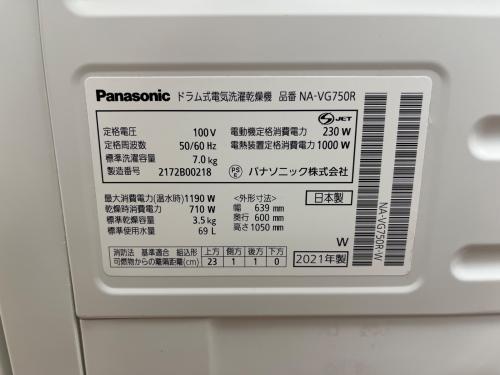 Panasonic ドラム式電気洗濯乾燥機 品番 NA-VG750R
S JET
定格電圧 100V 電動機定格消費電力 230 W
定格周波数 50/60 Hz 電熱装置定格消費電力 1000 W
標準洗濯容量 7.0kg
製造番号 2172B00218 PSE パナソニック株式会社
最大消費電力(温水時)1190 W <外形寸法> 日本製
乾燥時消費電力 710 W 幅 639 mm
標準乾燥容量 3.5kg 奥行 600 mm
標準使用水量 69 L 高さ1050 mm
W
消防法 基準適合 組込形 上方 側方 後方 下方
可燃物からの離隔距離(cm) 23 1 1 0 2021年製
NA-VG750R-W